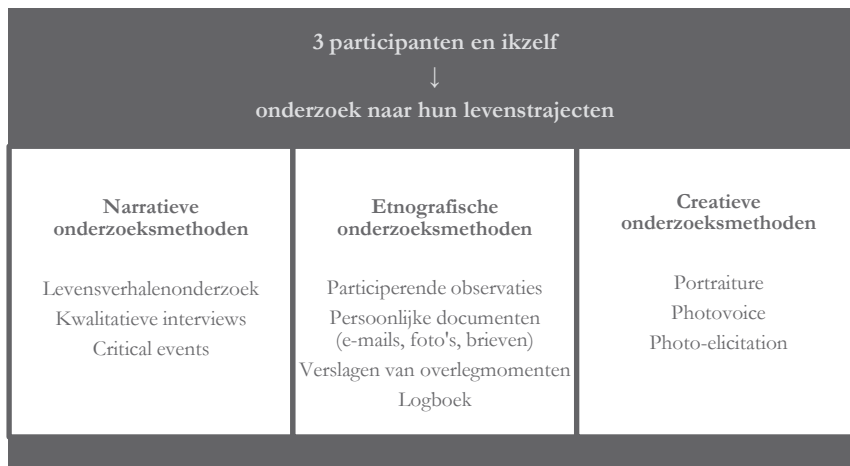 3 participanten en ikzelf
↓
onderzoek naar hun levenstrajecten
Narratieve
onderzoeksmethoden
Levensverhalenonderzoek
Kwalitatieve interviews
Critical events
Etnografische
onderzoeksmethoden
Participerende observaties
Persoonlijke documenten
(e-mails, foto's, brieven)
Verslagen van overlegmomenten
Logboek
Creatieve
onderzoeksmethoden
Portraiture
Photovoice
Photo-elicitation